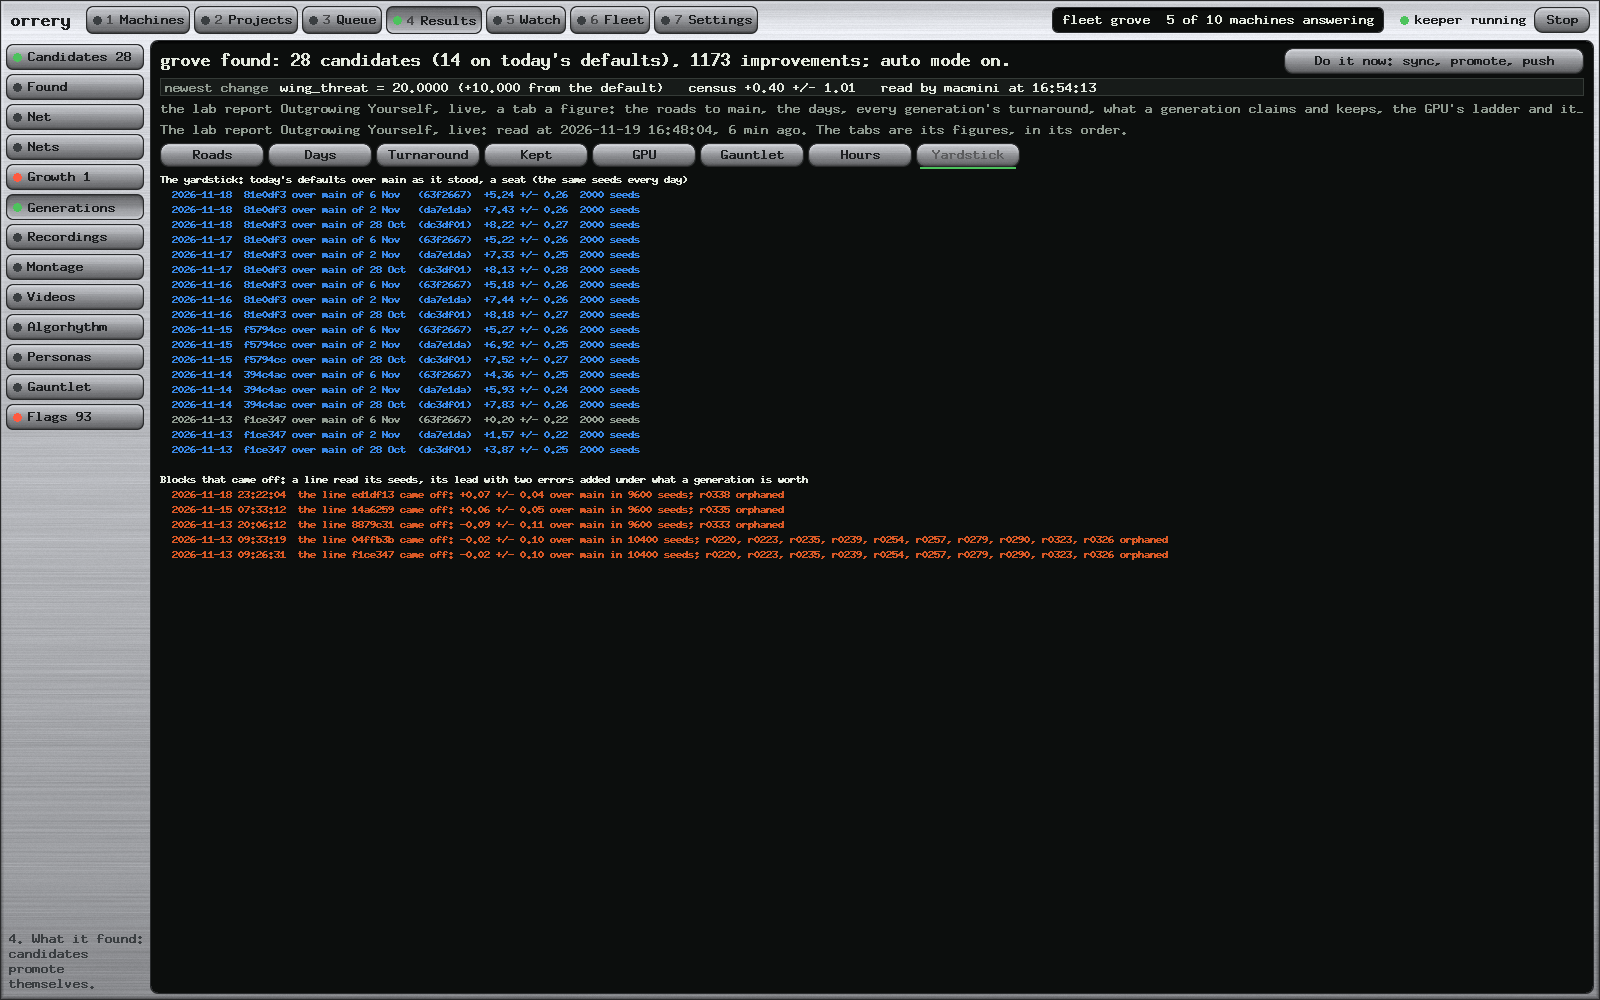 orrery 1 Machines 2 Projects 3 Queue 4 Results 5 Watch 6 Fleet 7 Settings fleet grove 5 of 10 machines answering keeper running Stop
Candidates 28
Found
Net
Nets
Growth 1
Generations
Recordings
Montage
Videos
Algorhythm
Personas
Gauntlet
Flags 93
4. What it found:
candidates
promote
themselves.
grove found: 28 candidates (14 on today's defaults), 1173 improvements; auto mode on. Do it now: sync, promote, push
newest change wing_threat = 20.0000 (+10.000 from the default) census +0.40 +/- 1.01 read by macmini at 16:54:13
the lab report Outgrowing Yourself, live, a tab a figure: the roads to main, the days, every generation's turnaround, what a generation claims and keeps, the GPU's ladder and it…
The lab report Outgrowing Yourself, live: read at 2026-11-19 16:48:04, 6 min ago. The tabs are its figures, in its order.
Roads Days Turnaround Kept GPU Gauntlet Hours Yardstick
The yardstick: today's defaults over main as it stood, a seat (the same seeds every day)
2026-11-18 81e0df3 over main of 6 Nov (63f2667) +5.24 +/- 0.26 2000 seeds
2026-11-18 81e0df3 over main of 2 Nov (da7e1da) +7.43 +/- 0.26 2000 seeds
2026-11-18 81e0df3 over main of 28 Oct (dc3df01) +8.22 +/- 0.27 2000 seeds
2026-11-17 81e0df3 over main of 6 Nov (63f2667) +5.22 +/- 0.26 2000 seeds
2026-11-17 81e0df3 over main of 2 Nov (da7e1da) +7.33 +/- 0.25 2000 seeds
2026-11-17 81e0df3 over main of 28 Oct (dc3df01) +8.13 +/- 0.28 2000 seeds
2026-11-16 81e0df3 over main of 6 Nov (63f2667) +5.18 +/- 0.26 2000 seeds
2026-11-16 81e0df3 over main of 2 Nov (da7e1da) +7.44 +/- 0.26 2000 seeds
2026-11-16 81e0df3 over main of 28 Oct (dc3df01) +8.18 +/- 0.27 2000 seeds
2026-11-15 f5794cc over main of 6 Nov (63f2667) +5.27 +/- 0.26 2000 seeds
2026-11-15 f5794cc over main of 2 Nov (da7e1da) +6.92 +/- 0.25 2000 seeds
2026-11-15 f5794cc over main of 28 Oct (dc3df01) +7.52 +/- 0.27 2000 seeds
2026-11-14 394c4ac over main of 6 Nov (63f2667) +4.36 +/- 0.25 2000 seeds
2026-11-14 394c4ac over main of 2 Nov (da7e1da) +5.93 +/- 0.24 2000 seeds
2026-11-14 394c4ac over main of 28 Oct (dc3df01) +7.83 +/- 0.26 2000 seeds
2026-11-13 f1ce347 over main of 6 Nov (63f2667) +0.20 +/- 0.22 2000 seeds
2026-11-13 f1ce347 over main of 2 Nov (da7e1da) +1.57 +/- 0.22 2000 seeds
2026-11-13 f1ce347 over main of 28 Oct (dc3df01) +3.87 +/- 0.25 2000 seeds
Blocks that came off: a line read its seeds, its lead with two errors added under what a generation is worth
2026-11-18 23:22:04 the line ed1df13 came off: +0.07 +/- 0.04 over main in 9600 seeds; r0338 orphaned
2026-11-15 07:33:12 the line 14a6259 came off: +0.06 +/- 0.05 over main in 9600 seeds; r0335 orphaned
2026-11-13 20:06:12 the line 8879c31 came off: -0.09 +/- 0.11 over main in 9600 seeds; r0333 orphaned
2026-11-13 09:33:19 the line 04ffb3b came off: -0.02 +/- 0.10 over main in 10400 seeds; r0220, r0223, r0235, r0239, r0254, r0257, r0279, r0290, r0323, r0326 orphaned
2026-11-13 09:26:31 the line f1ce347 came off: -0.02 +/- 0.10 over main in 10400 seeds; r0220, r0223, r0235, r0239, r0254, r0257, r0279, r0290, r0323, r0326 orphaned